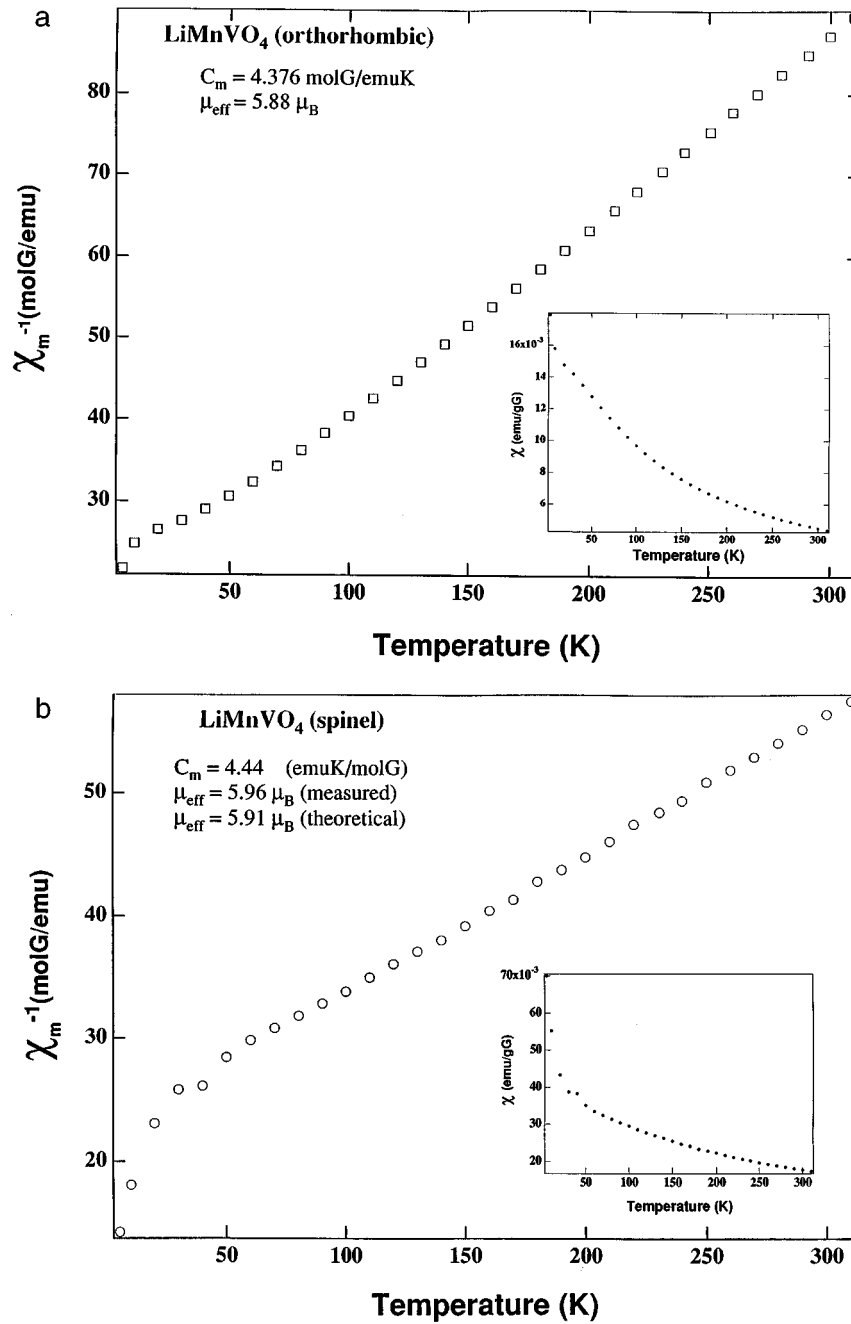 a
LiMnVO4 (orthorhombic)
Cm = 4.376 molG/emuK
μeff = 5.88 μB
χm-1(molG/emu)
80
70
60
50
40
30
50
100
150
200
250
300
Temperature (K)
χ (emu/gG)
16x10-3
14
12
10
8
6
50
100
150
200
250
300
Temperature (K)
b
LiMnVO4 (spinel)
Cm = 4.44 (emuK/molG)
μeff = 5.96 μB (measured)
μeff = 5.91 μB (theoretical)
χm-1(molG/emu)
50
40
30
20
50
100
150
200
250
300
Temperature (K)
χ (emu/gG)
70x10-3
60
50
40
30
20
50
100
150
200
250
300
Temperature (K)